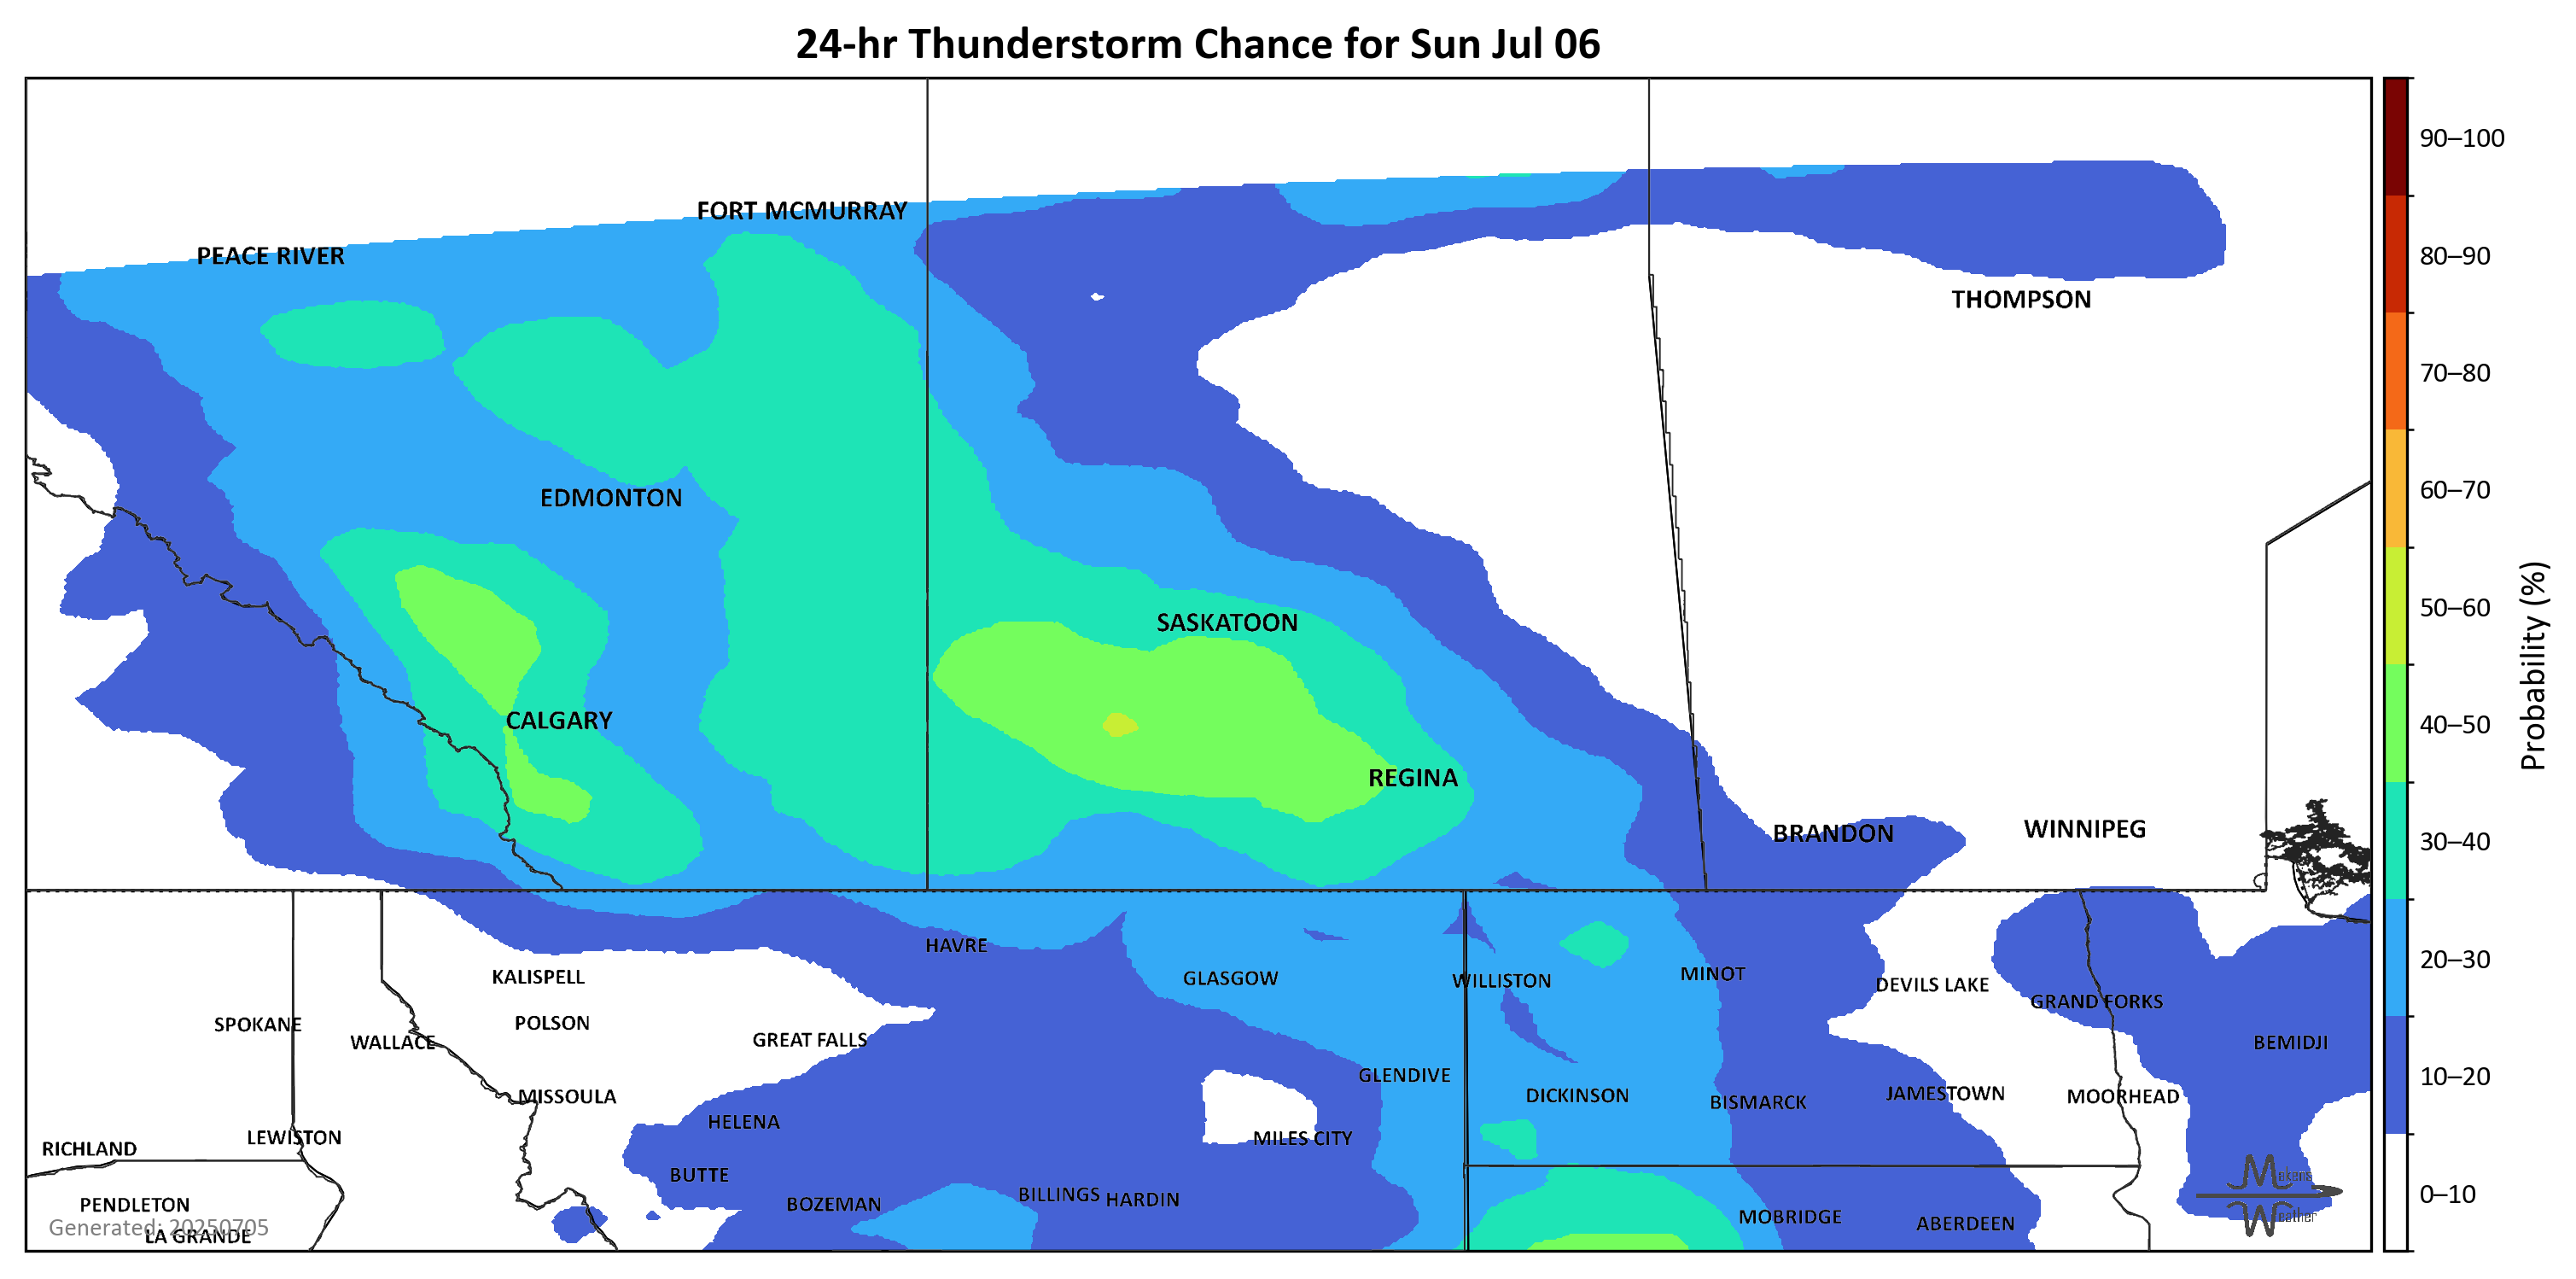 24-hr Thunderstorm Chance for Sun Jul 06
90–100
FORT MCMURRAY
PEACE RIVER
80–90
THOMPSON
70–80
EDMONTON
60–70
SASKATOON
50–60
CALGARY
40–50
REGINA
Probability (%)
BRANDON
WINNIPEG
30–40
HAVRE
KALISPELL
GLASGOW
WILLISTON
MINOT
DEVILS LAKE
20–30
GRAND FORKS
SPOKANE
POLSON
WALLACE
GREAT FALLS
BEMIDJI
GLENDIVE
10–20
MISSOULA
DICKINSON
BISMARCK
JAMESTOWN
MOORHEAD
HELENA
LEWISTON
MILES CITY
RICHLAND
BUTTE
Makens
BILLINGS
HARDIN
0–10
PENDLETON
BOZEMAN
MOBRIDGE
ABERDEEN
Weather
Generated: 20250705
LA GRANDE